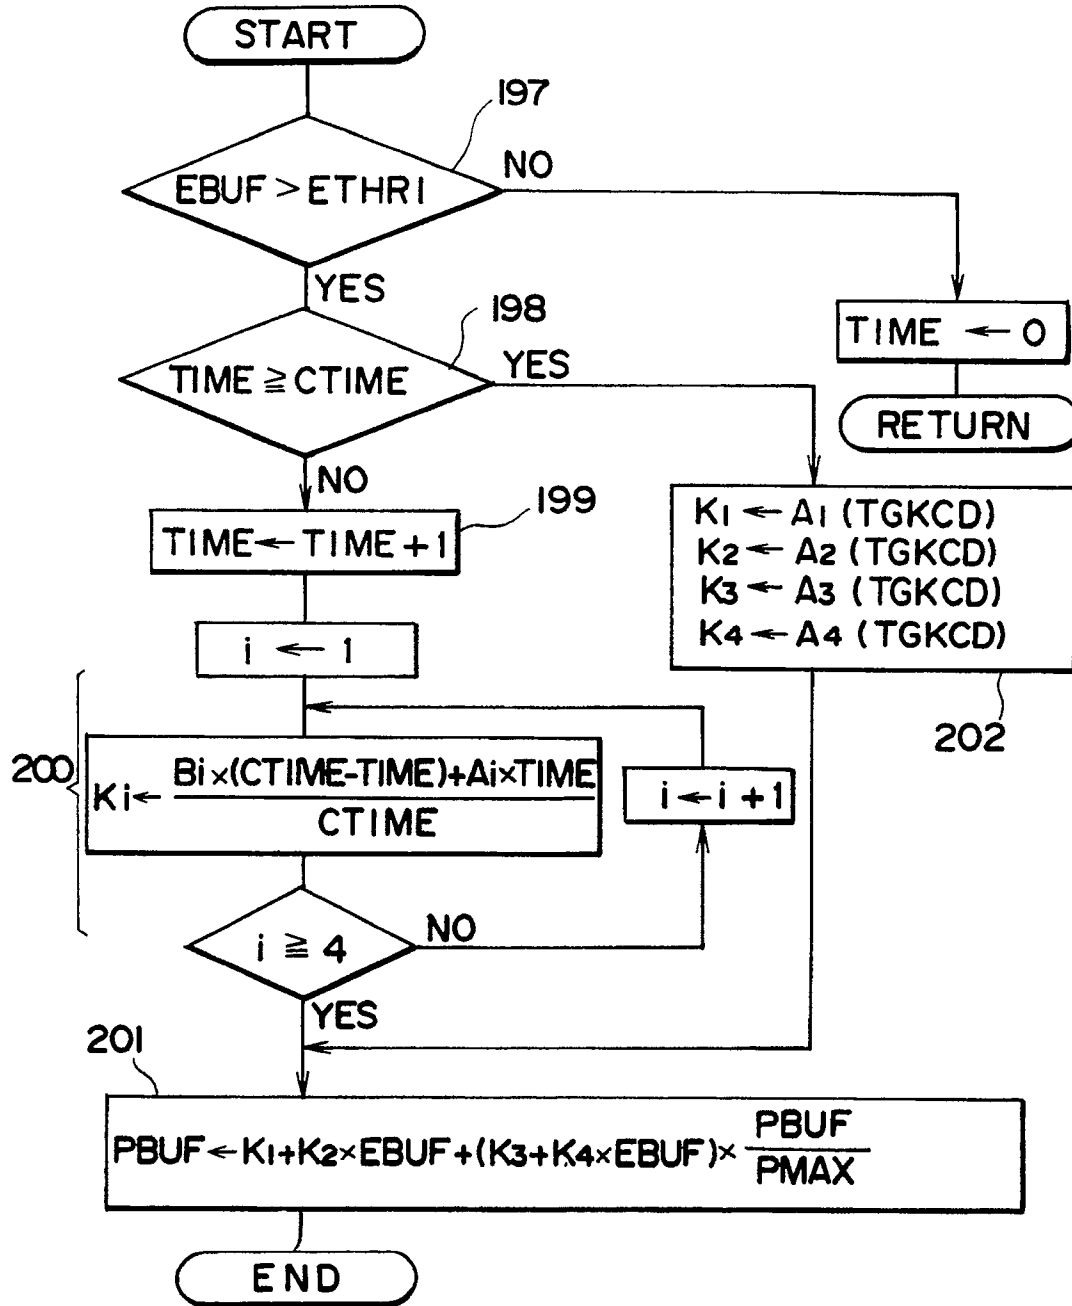 START
197
EBUF > ETHR1
NO
YES
198
TIME ≧ CTIME
YES
TIME ← 0
RETURN
NO
199
TIME ← TIME + 1
K1 ← A1 (TGKCD)
K2 ← A2 (TGKCD)
K3 ← A3 (TGKCD)
K4 ← A4 (TGKCD)
202
i ← 1
200
Ki ← Bi×(CTIME-TIME)+Ai×TIME
CTIME
i ← i + 1
i ≧ 4
NO
YES
201
PBUF ← K1+K2×EBUF+(K3+K4×EBUF)× PBUF
PMAX
END